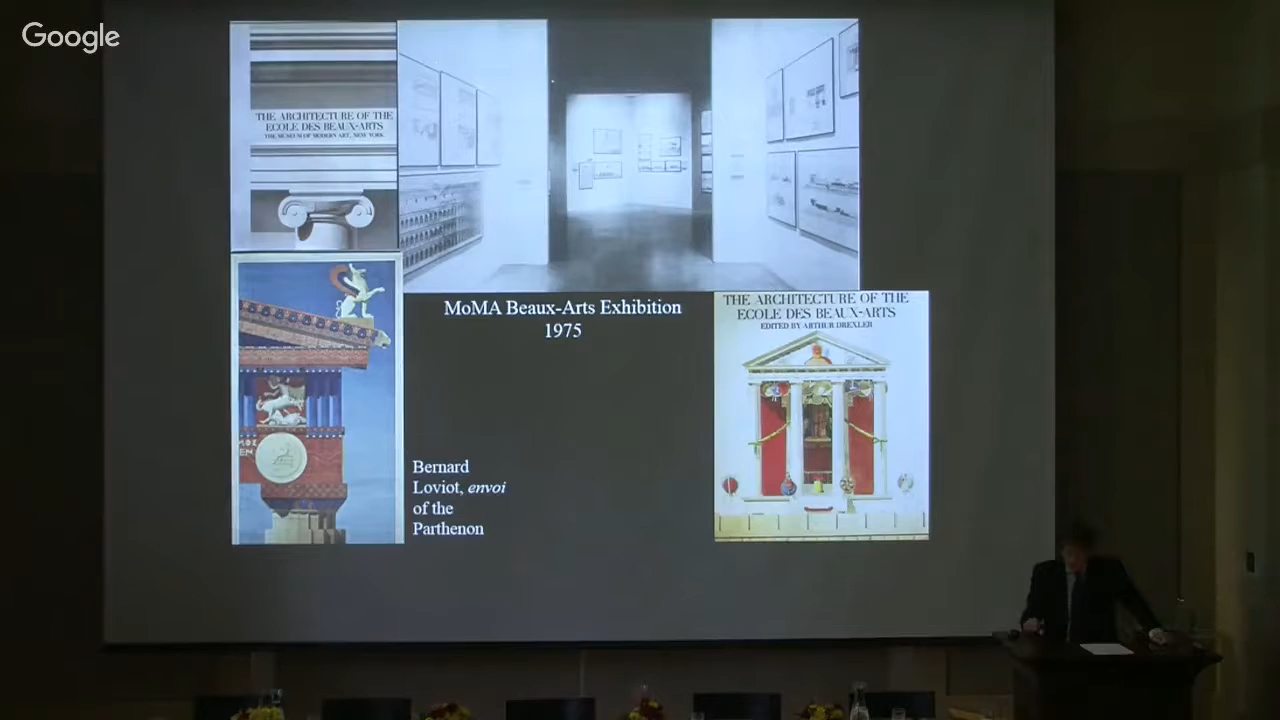 Google
THE ARCHITECTURE OF THE
ECOLE DES BEAUX-ARTS
THE MUSEUM OF MODERN ART, NEW YORK
MoMA Beaux-Arts Exhibition
1975
THE ARCHITECTURE OF THE
ECOLE DES BEAUX-ARTS
EDITED BY ARTHUR DREXLER
Bernard
Loviot, envoi
of the
Parthenon